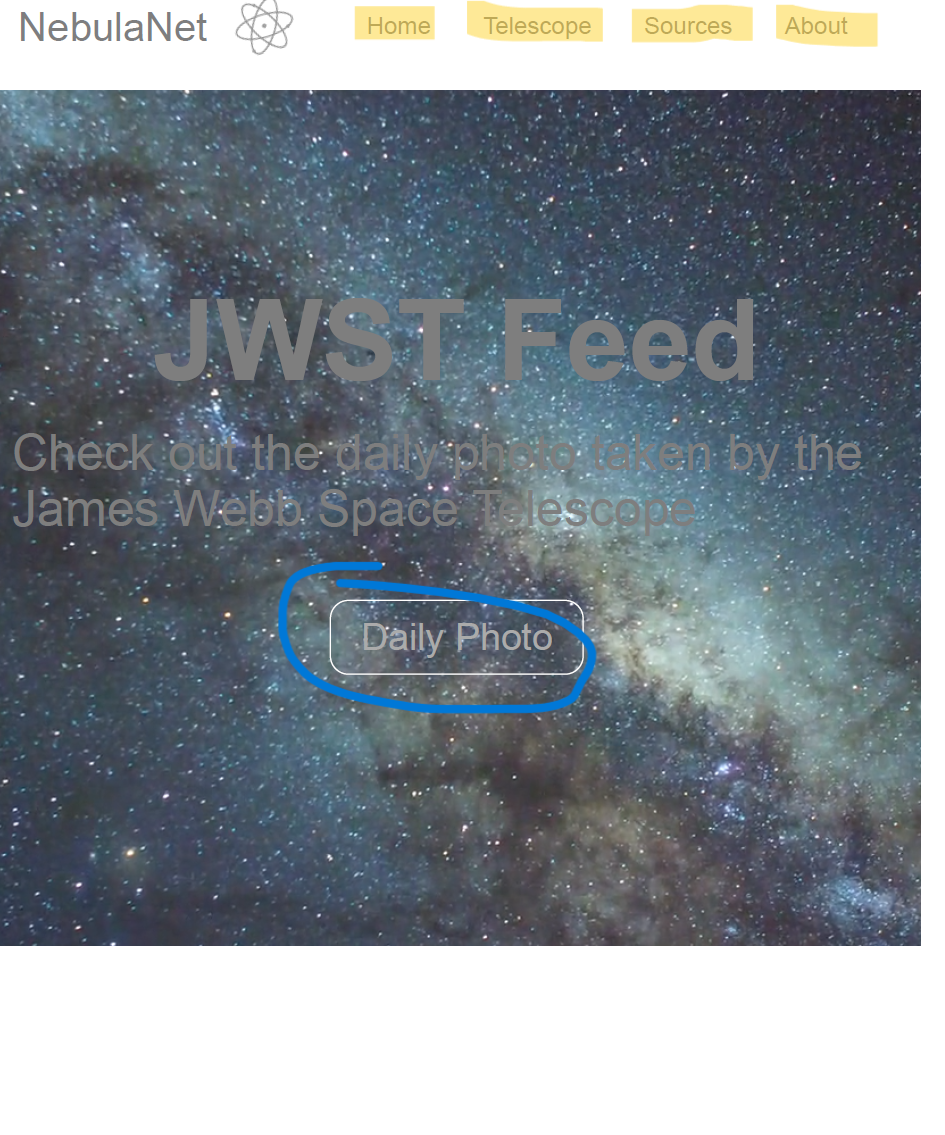 NebulaNet Home Telescope Sources About
JWST Feed
Check out the daily photo taken by the
James Webb Space Telescope
Daily Photo